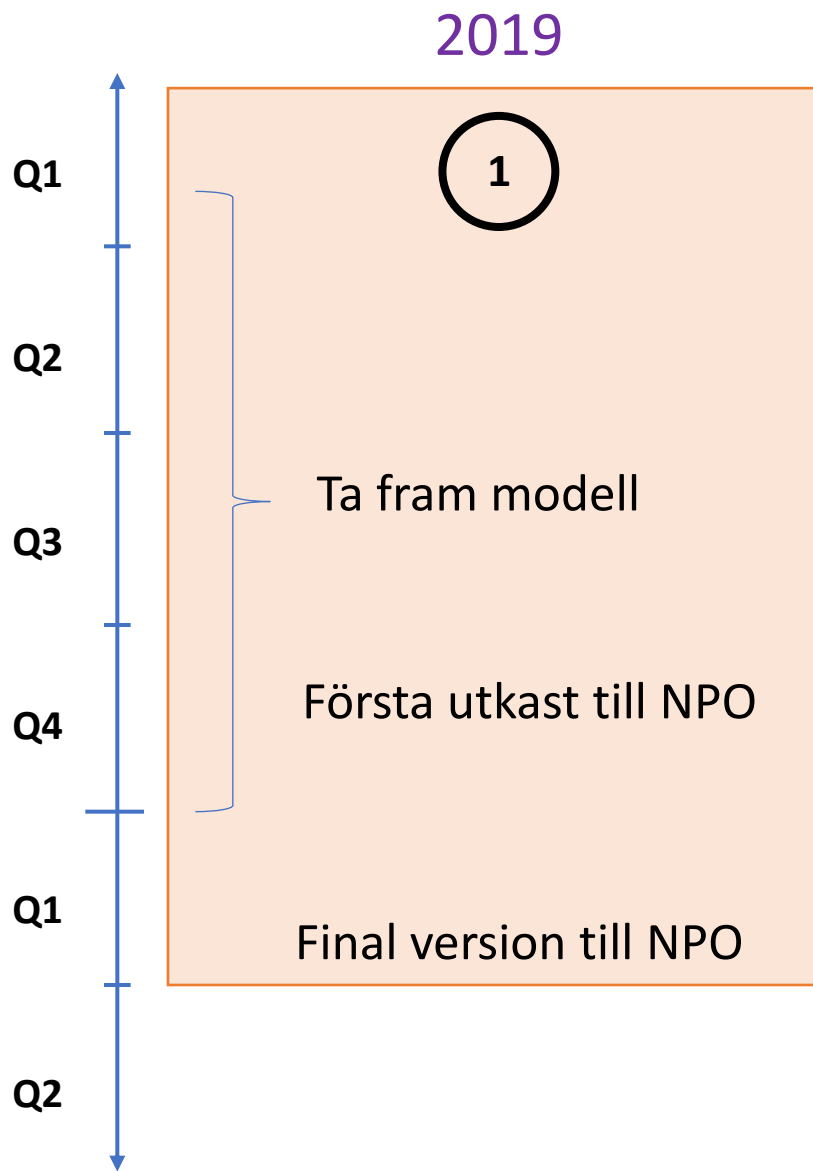 2019
1
Q1
Q2
Ta fram modell
Q3
Första utkast till NPO
Q4
Q1
Final version till NPO
Q2